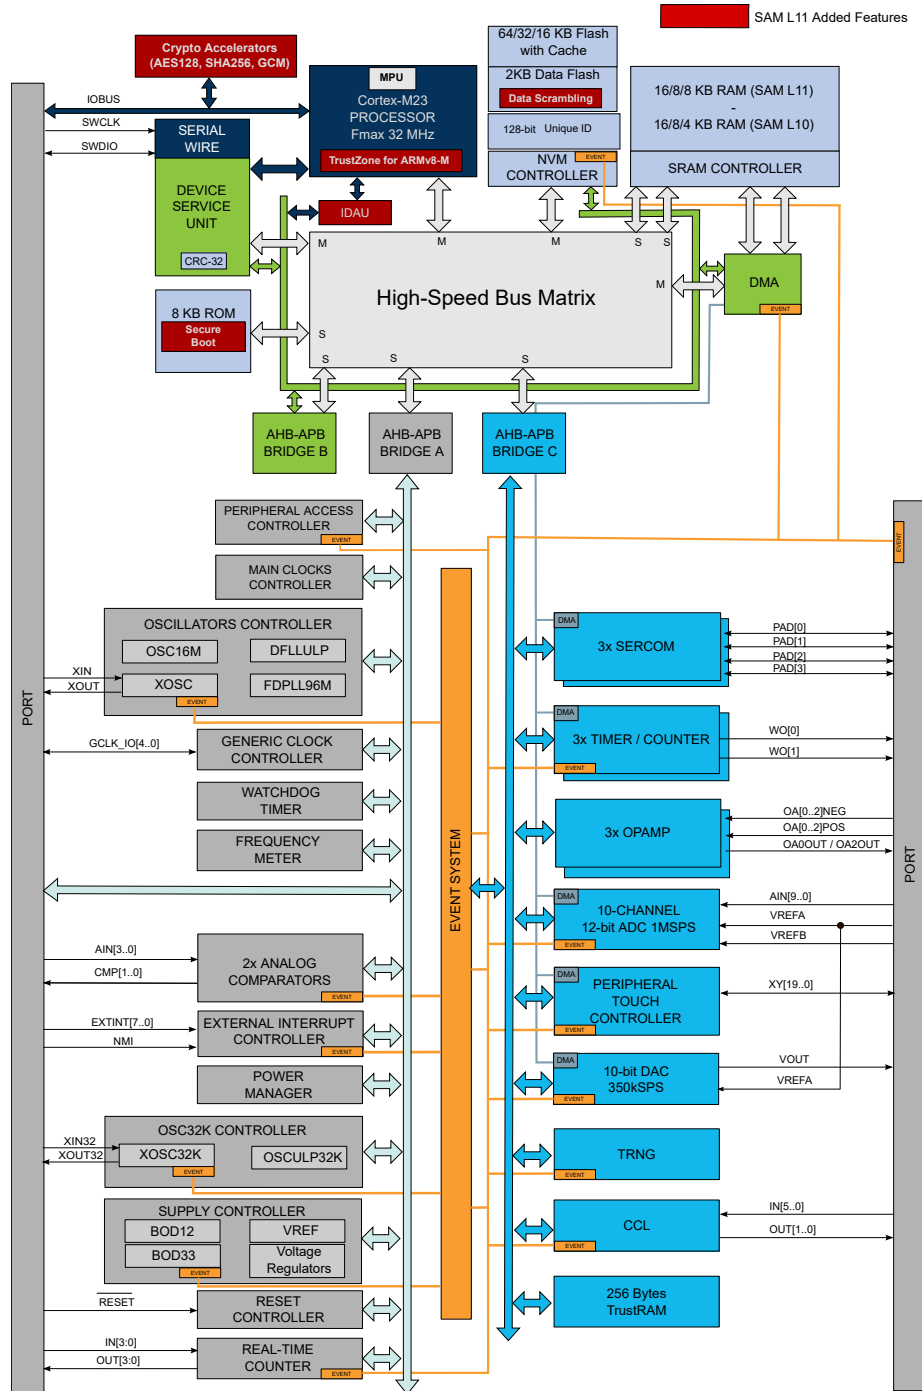 SAM L11 Added Features
Crypto Accelerators
(AES128, SHA256, GCM)
MPU
Cortex-M23
PROCESSOR
Fmax 32 MHz
TrustZone for ARMv8-M
64/32/16 KB Flash
with Cache
2KB Data Flash
Data Scrambling
128-bit Unique ID
EVENT
NVM
CONTROLLER
16/8/8 KB RAM (SAM L11)
-
16/8/4 KB RAM (SAM L10)
SRAM CONTROLLER
IOBUS
SWCLK
SWDIO
SERIAL
WIRE
DEVICE
SERVICE
UNIT
CRC-32
IDAU
M
M
M
S
S
High-Speed Bus Matrix
M
S
S
S
S
DMA
EVENT
8 KB ROM
Secure
Boot
AHB-APB
BRIDGE B
AHB-APB
BRIDGE A
AHB-APB
BRIDGE C
PORT
PERIPHERAL ACCESS
CONTROLLER
EVENT
MAIN CLOCKS
CONTROLLER
OSCILLATORS CONTROLLER
OSC16M
DFLLULP
XOSC
FDPLL96M
EVENT
XIN
XOUT
GCLK_IO[4..0]
GENERIC CLOCK
CONTROLLER
WATCHDOG
TIMER
FREQUENCY
METER
AIN[3..0]
CMP[1..0]
2x ANALOG
COMPARATORS
EVENT
EXTINT[7..0]
NMI
EXTERNAL INTERRUPT
CONTROLLER
EVENT
POWER
MANAGER
OSC32K CONTROLLER
XIN32
XOUT32
XOSC32K
OSCULP32K
EVENT
SUPPLY CONTROLLER
BOD12
VREF
BOD33
Voltage
Regulators
EVENT
RESET
RESET
CONTROLLER
IN[3:0]
OUT[3:0]
REAL-TIME
COUNTER
EVENT
EVENT SYSTEM
EVENT
PORT
DMA
3x SERCOM
PAD[0]
PAD[1]
PAD[2]
PAD[3]
DMA
3x TIMER / COUNTER
EVENT
WO[0]
WO[1]
3x OPAMP
OA[0..2]NEG
OA[0..2]POS
OA0OUT / OA2OUT
DMA
10-CHANNEL
12-bit ADC 1MSPS
EVENT
AIN[9..0]
VREFA
VREFB
DMA
PERIPHERAL
TOUCH
CONTROLLER
EVENT
XY[19..0]
DMA
10-bit DAC
350kSPS
EVENT
VOUT
VREFA
TRNG
EVENT
CCL
EVENT
IN[5..0]
OUT[1..0]
256 Bytes
TrustRAM